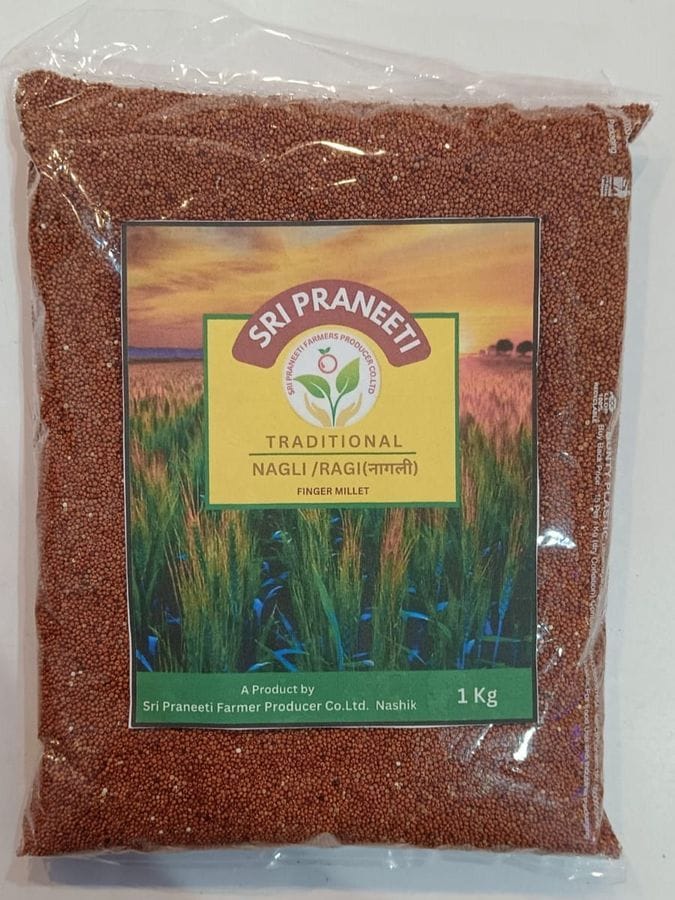 SRI PRANEETI
SRI PRANEETI FARMERS PRODUCER CO.LTD
TRADITIONAL
NAGLI /RAGI(नागली)
FINGER MILLET
A Product by
Sri Praneeti Farmer Producer Co.Ltd. Nashik
1 Kg